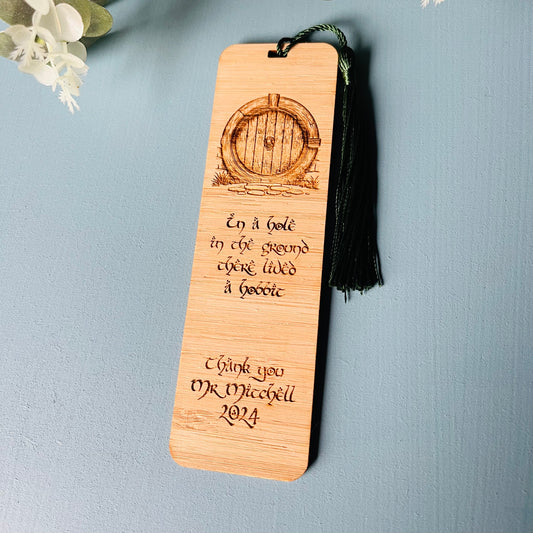 In a hole
in the ground
there lived
a hobbit
Thank you
Mr Mitchell
2024